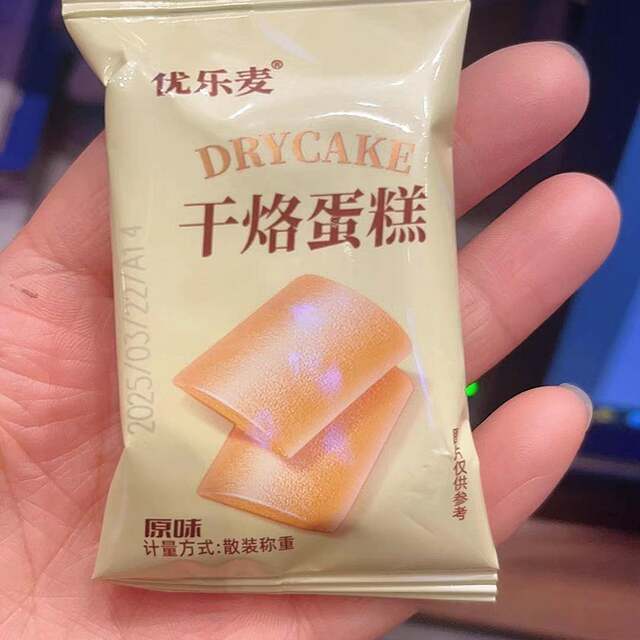 优乐麦®
DRYCAKE
干烙蛋糕
2025/03/22/A14
图片仅供参考
原味
计量方式:散装称重